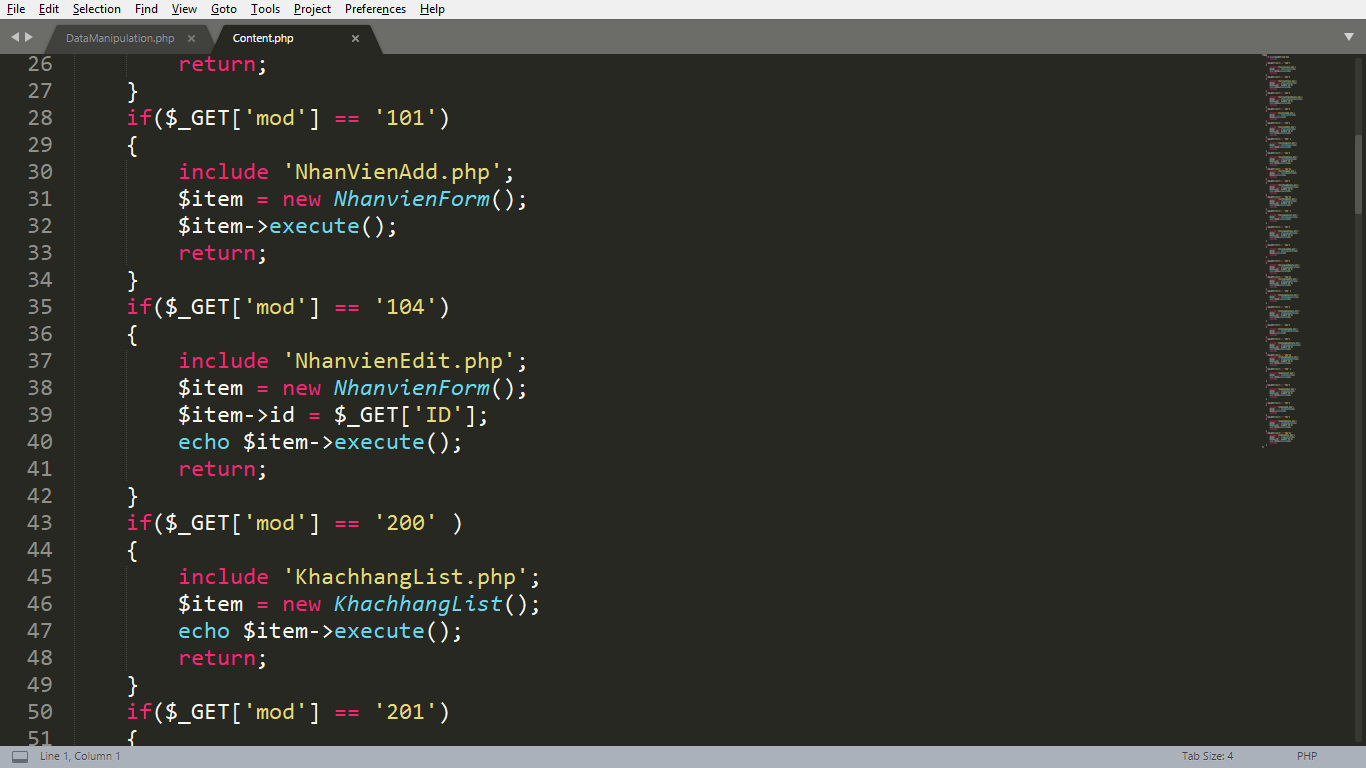 File Edit Selection Find View Goto Tools Project Preferences Help
DataManipulation.php × Content.php ×
26 return;
27 }
28 if($_GET['mod'] == '101')
29 {
30 include 'NhanVienAdd.php';
31 $item = new NhanvienForm();
32 $item->execute();
33 return;
34 }
35 if($_GET['mod'] == '104')
36 {
37 include 'NhanvienEdit.php';
38 $item = new NhanvienForm();
39 $item->id = $_GET['ID'];
40 echo $item->execute();
41 return;
42 }
43 if($_GET['mod'] == '200' )
44 {
45 include 'KhachhangList.php';
46 $item = new KhachhangList();
47 echo $item->execute();
48 return;
49 }
50 if($_GET['mod'] == '201')
51 {
Line 1, Column 1 Tab Size: 4 PHP